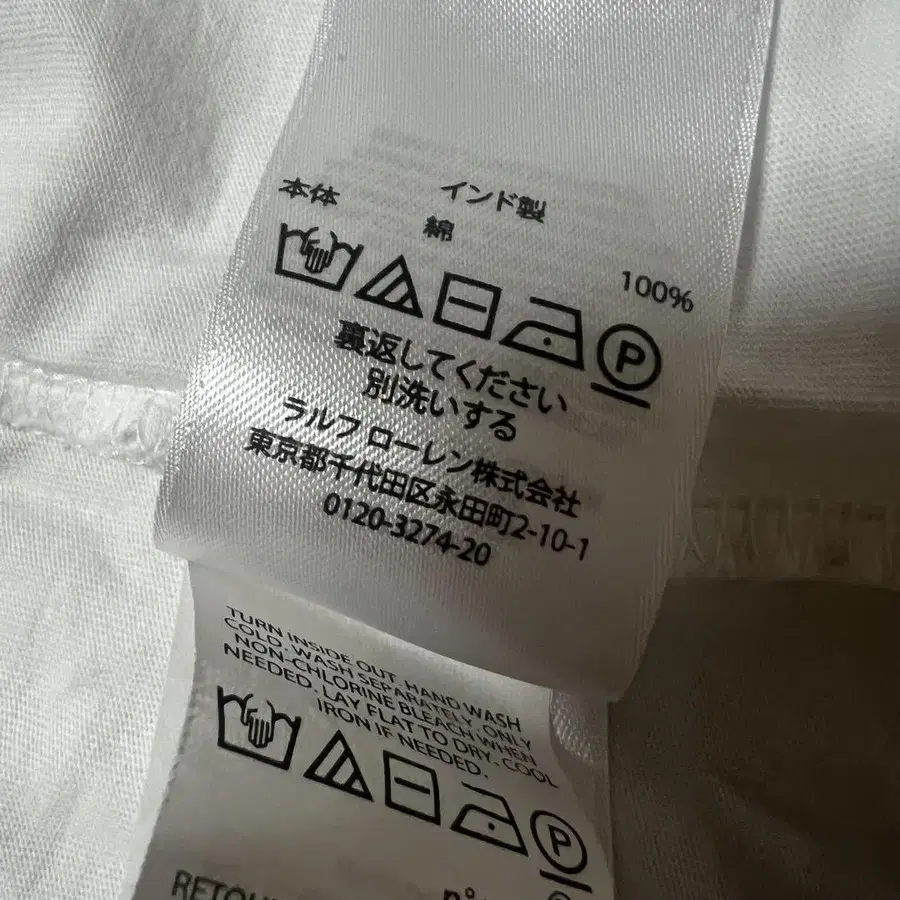 インド製
本体 綿 100%
P
裏返してください
別洗いする
ラルフ ローレン株式会社
東京都千代田区永田町2-10-1
0120-3274-20
TURN INSIDE OUT. HAND WASH
COLD. WASH SEPARATELY. ONLY
NON-CHLORINE BLEACH WHEN
NEEDED. LAY FLAT TO DRY. COOL
IRON IF NEEDED.
P